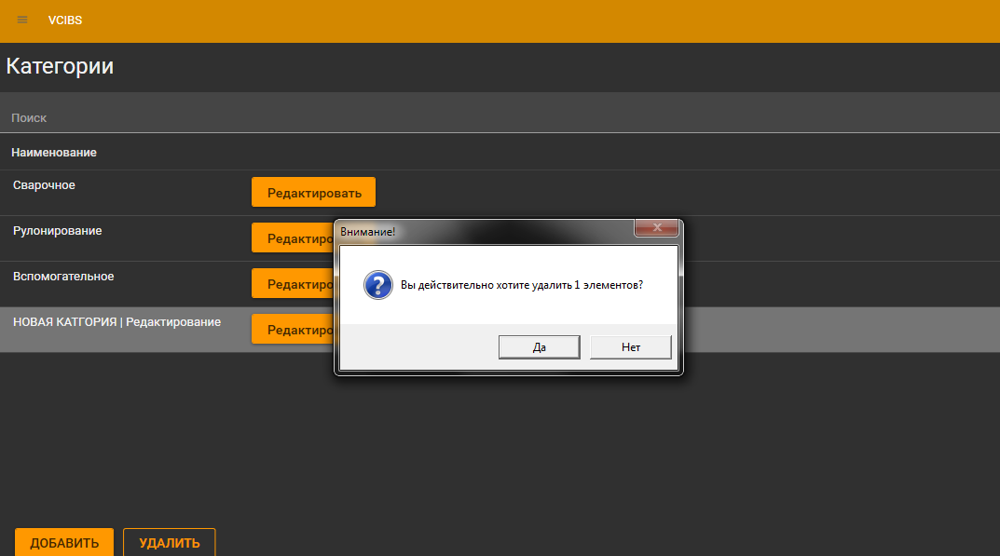 VCIBS
Категории
Поиск
Наименование
Сварочное
Редактировать
Рулонирование
Редактиро
Вспомогательное
Редактиро
НОВАЯ КАТГОРИЯ | Редактирование
Редактиро
Внимание!
Вы действительно хотите удалить 1 элементов?
Да
Нет
ДОБАВИТЬ
УДАЛИТЬ